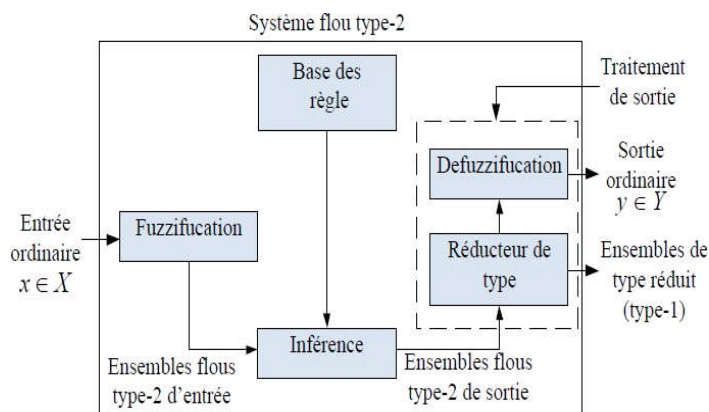 Système flou type-2
Base des
règle
Traitement
de sortie
Defuzzifucation
Sortie
ordinaire
y ∈ Y
Entrée
ordinaire
x ∈ X
Fuzzifucation
Réducteur de
type
Ensembles de
type réduit
(type-1)
Inférence
Ensembles flous
type-2 d’entrée
Ensembles flous
type-2 de sortie